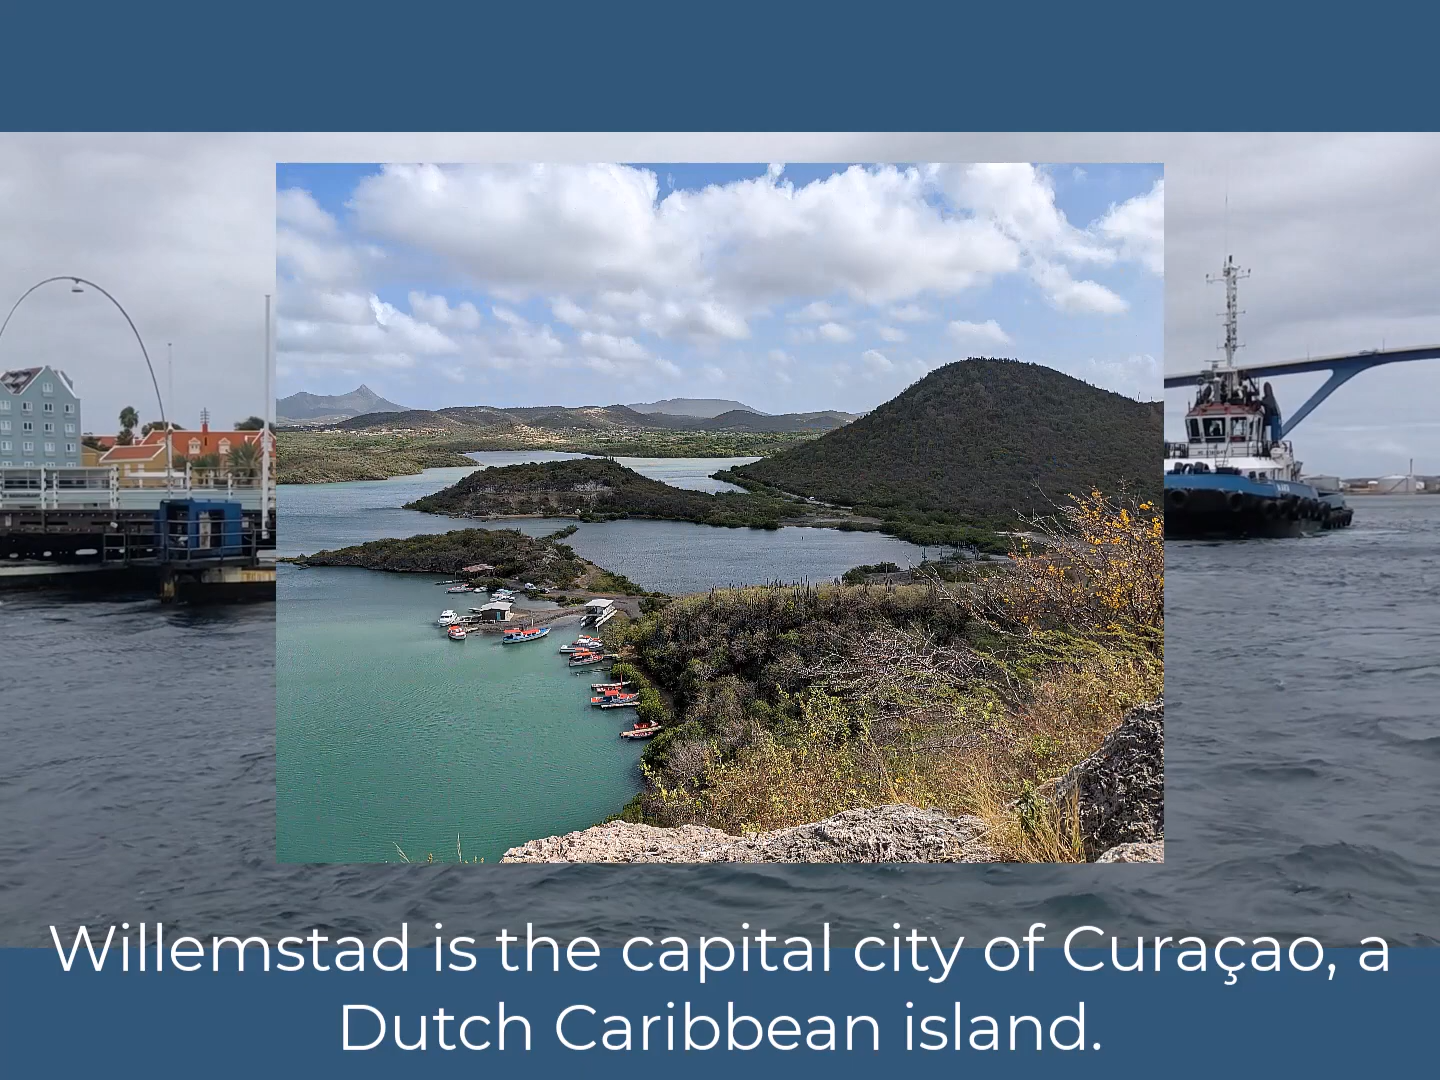 Willemstad is the capital city of Curaçao, a
Dutch Caribbean island.